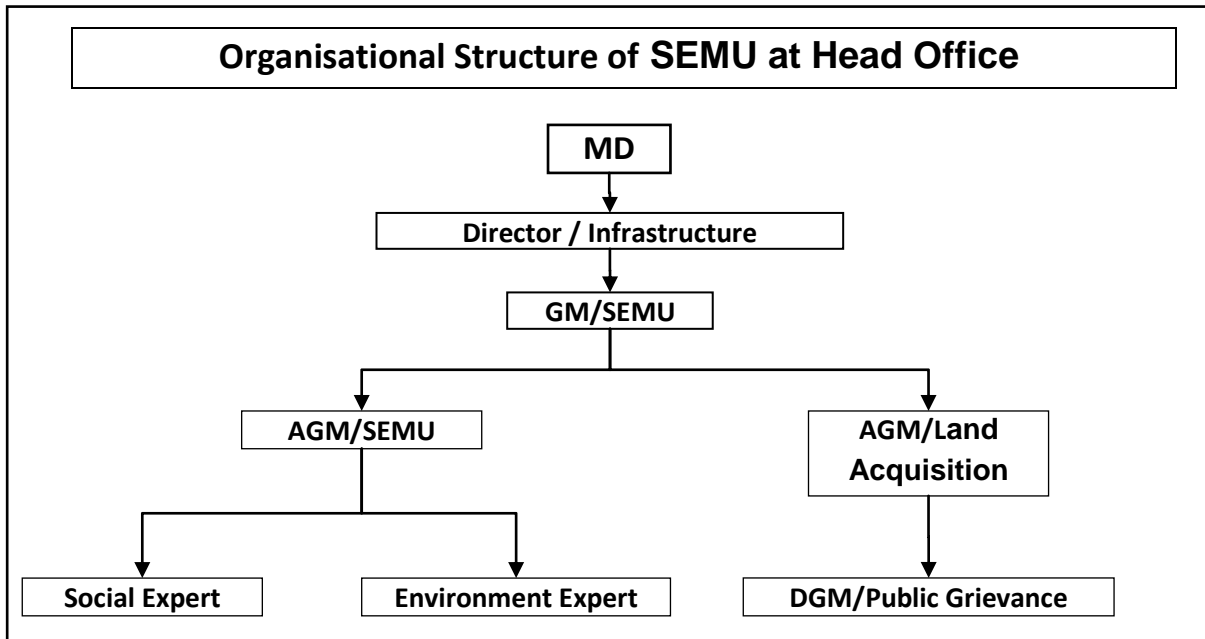 Organisational Structure of SEMU at Head Office
MD
Director / Infrastructure
GM/SEMU
AGM/SEMU
AGM/Land
Acquisition
Social Expert
Environment Expert
DGM/Public Grievance